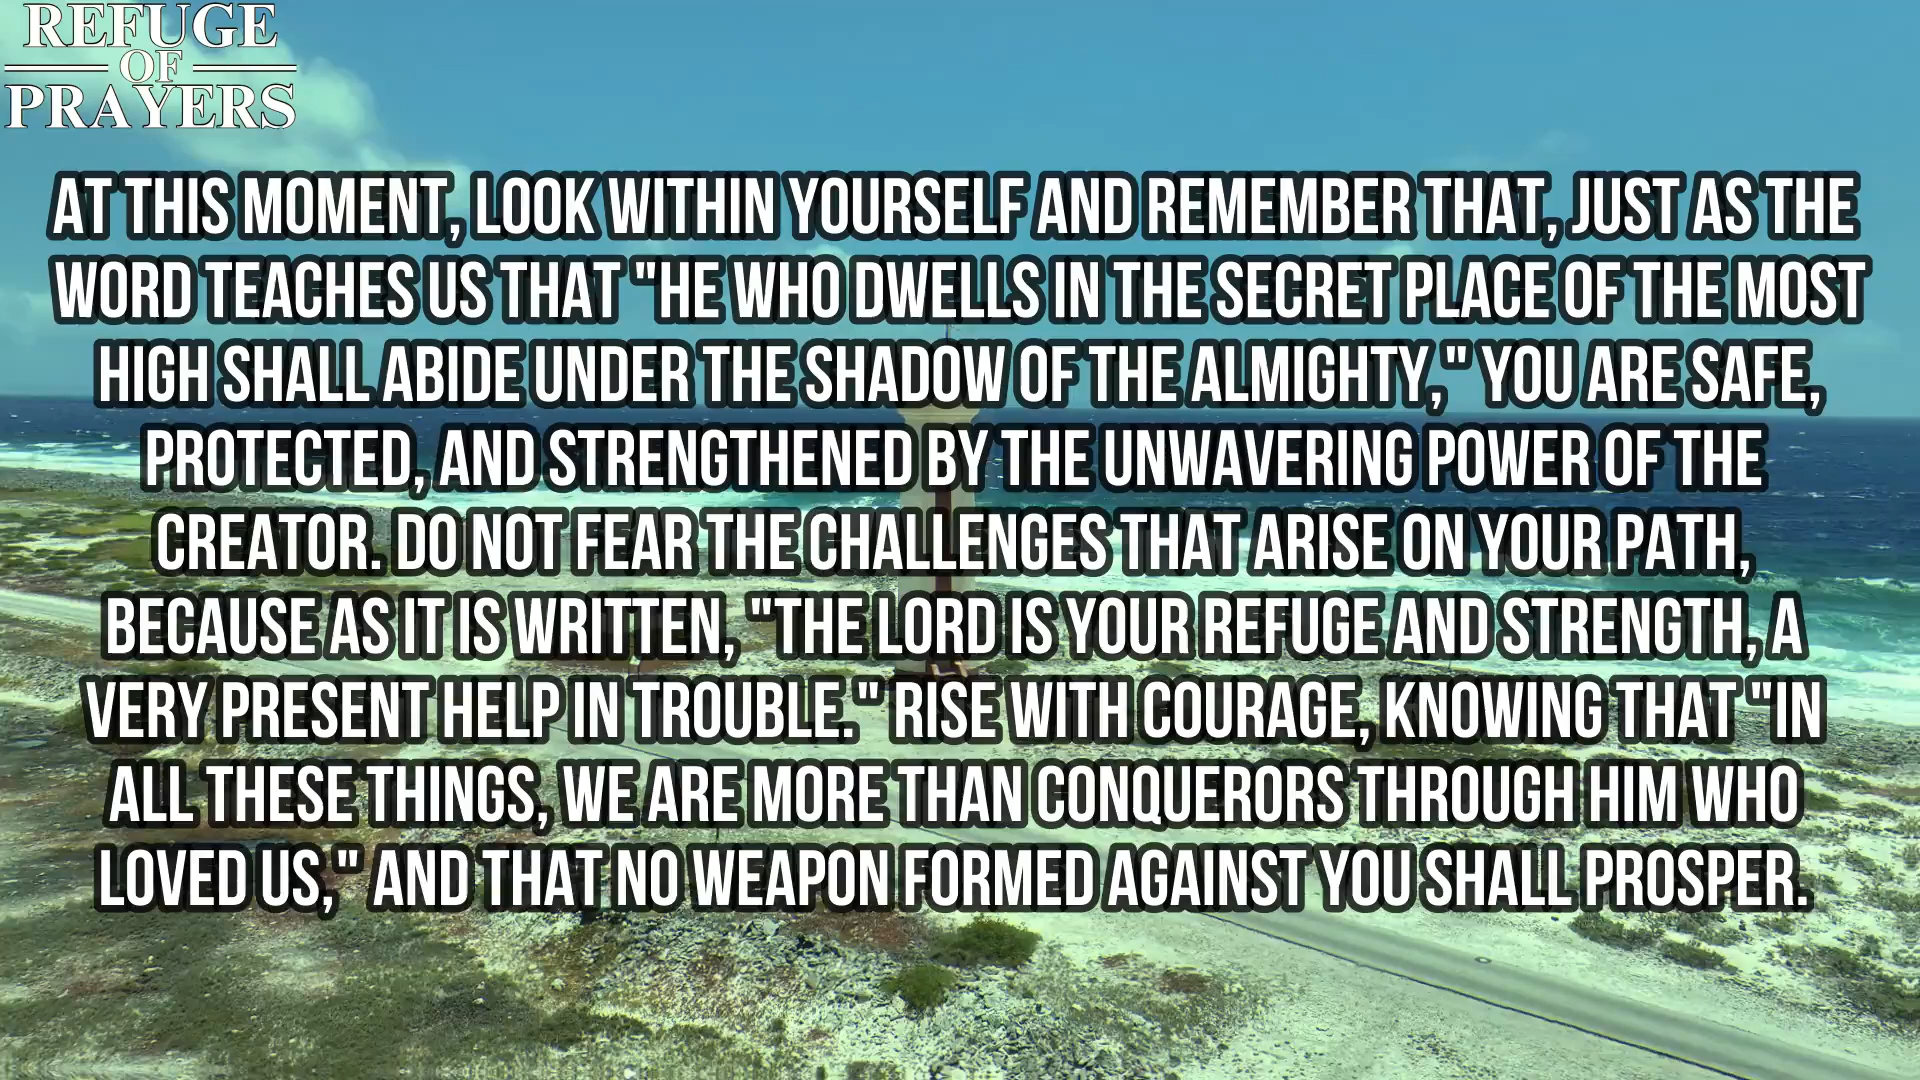 REFUGE
OF
PRAYERS
AT THIS MOMENT, LOOK WITHIN YOURSELF AND REMEMBER THAT, JUST AS THE
WORD TEACHES US THAT "HE WHO DWELLS IN THE SECRET PLACE OF THE MOST
HIGH SHALL ABIDE UNDER THE SHADOW OF THE ALMIGHTY," YOU ARE SAFE,
PROTECTED, AND STRENGTHENED BY THE UNWAVERING POWER OF THE
CREATOR. DO NOT FEAR THE CHALLENGES THAT ARISE ON YOUR PATH,
BECAUSE AS IT IS WRITTEN, "THE LORD IS YOUR REFUGE AND STRENGTH, A
VERY PRESENT HELP IN TROUBLE." RISE WITH COURAGE, KNOWING THAT "IN
ALL THESE THINGS, WE ARE MORE THAN CONQUERORS THROUGH HIM WHO
LOVED US," AND THAT NO WEAPON FORMED AGAINST YOU SHALL PROSPER.